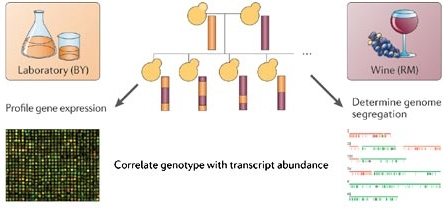 Laboratory (BY)
Wine (RM)
Profile gene expression
Determine genome
segregation
Correlate genotype with transcript abundance